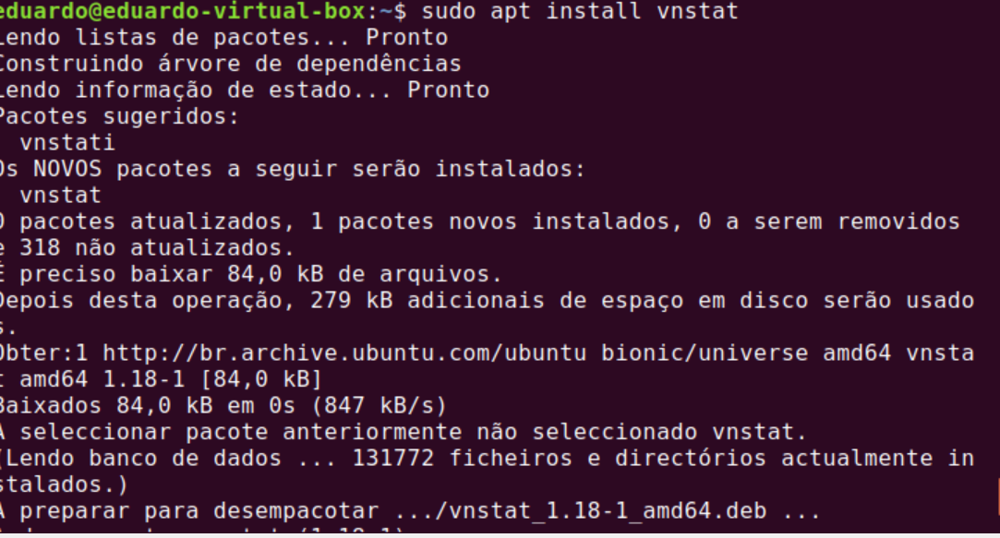 eduardo@eduardo-virtual-box:~$ sudo apt install vnstat
Lendo listas de pacotes... Pronto
Construindo árvore de dependências
Lendo informação de estado... Pronto
Pacotes sugeridos:
  vnstati
Os NOVOS pacotes a seguir serão instalados:
  vnstat
0 pacotes atualizados, 1 pacotes novos instalados, 0 a serem removidos
e 318 não atualizados.
É preciso baixar 84,0 kB de arquivos.
Depois desta operação, 279 kB adicionais de espaço em disco serão usado
s.
Obter:1 http://br.archive.ubuntu.com/ubuntu bionic/universe amd64 vnsta
t amd64 1.18-1 [84,0 kB]
Baixados 84,0 kB em 0s (847 kB/s)
A seleccionar pacote anteriormente não seleccionado vnstat.
(Lendo banco de dados ... 131772 ficheiros e directórios actualmente in
stalados.)
A preparar para desempacotar .../vnstat_1.18-1_amd64.deb ...